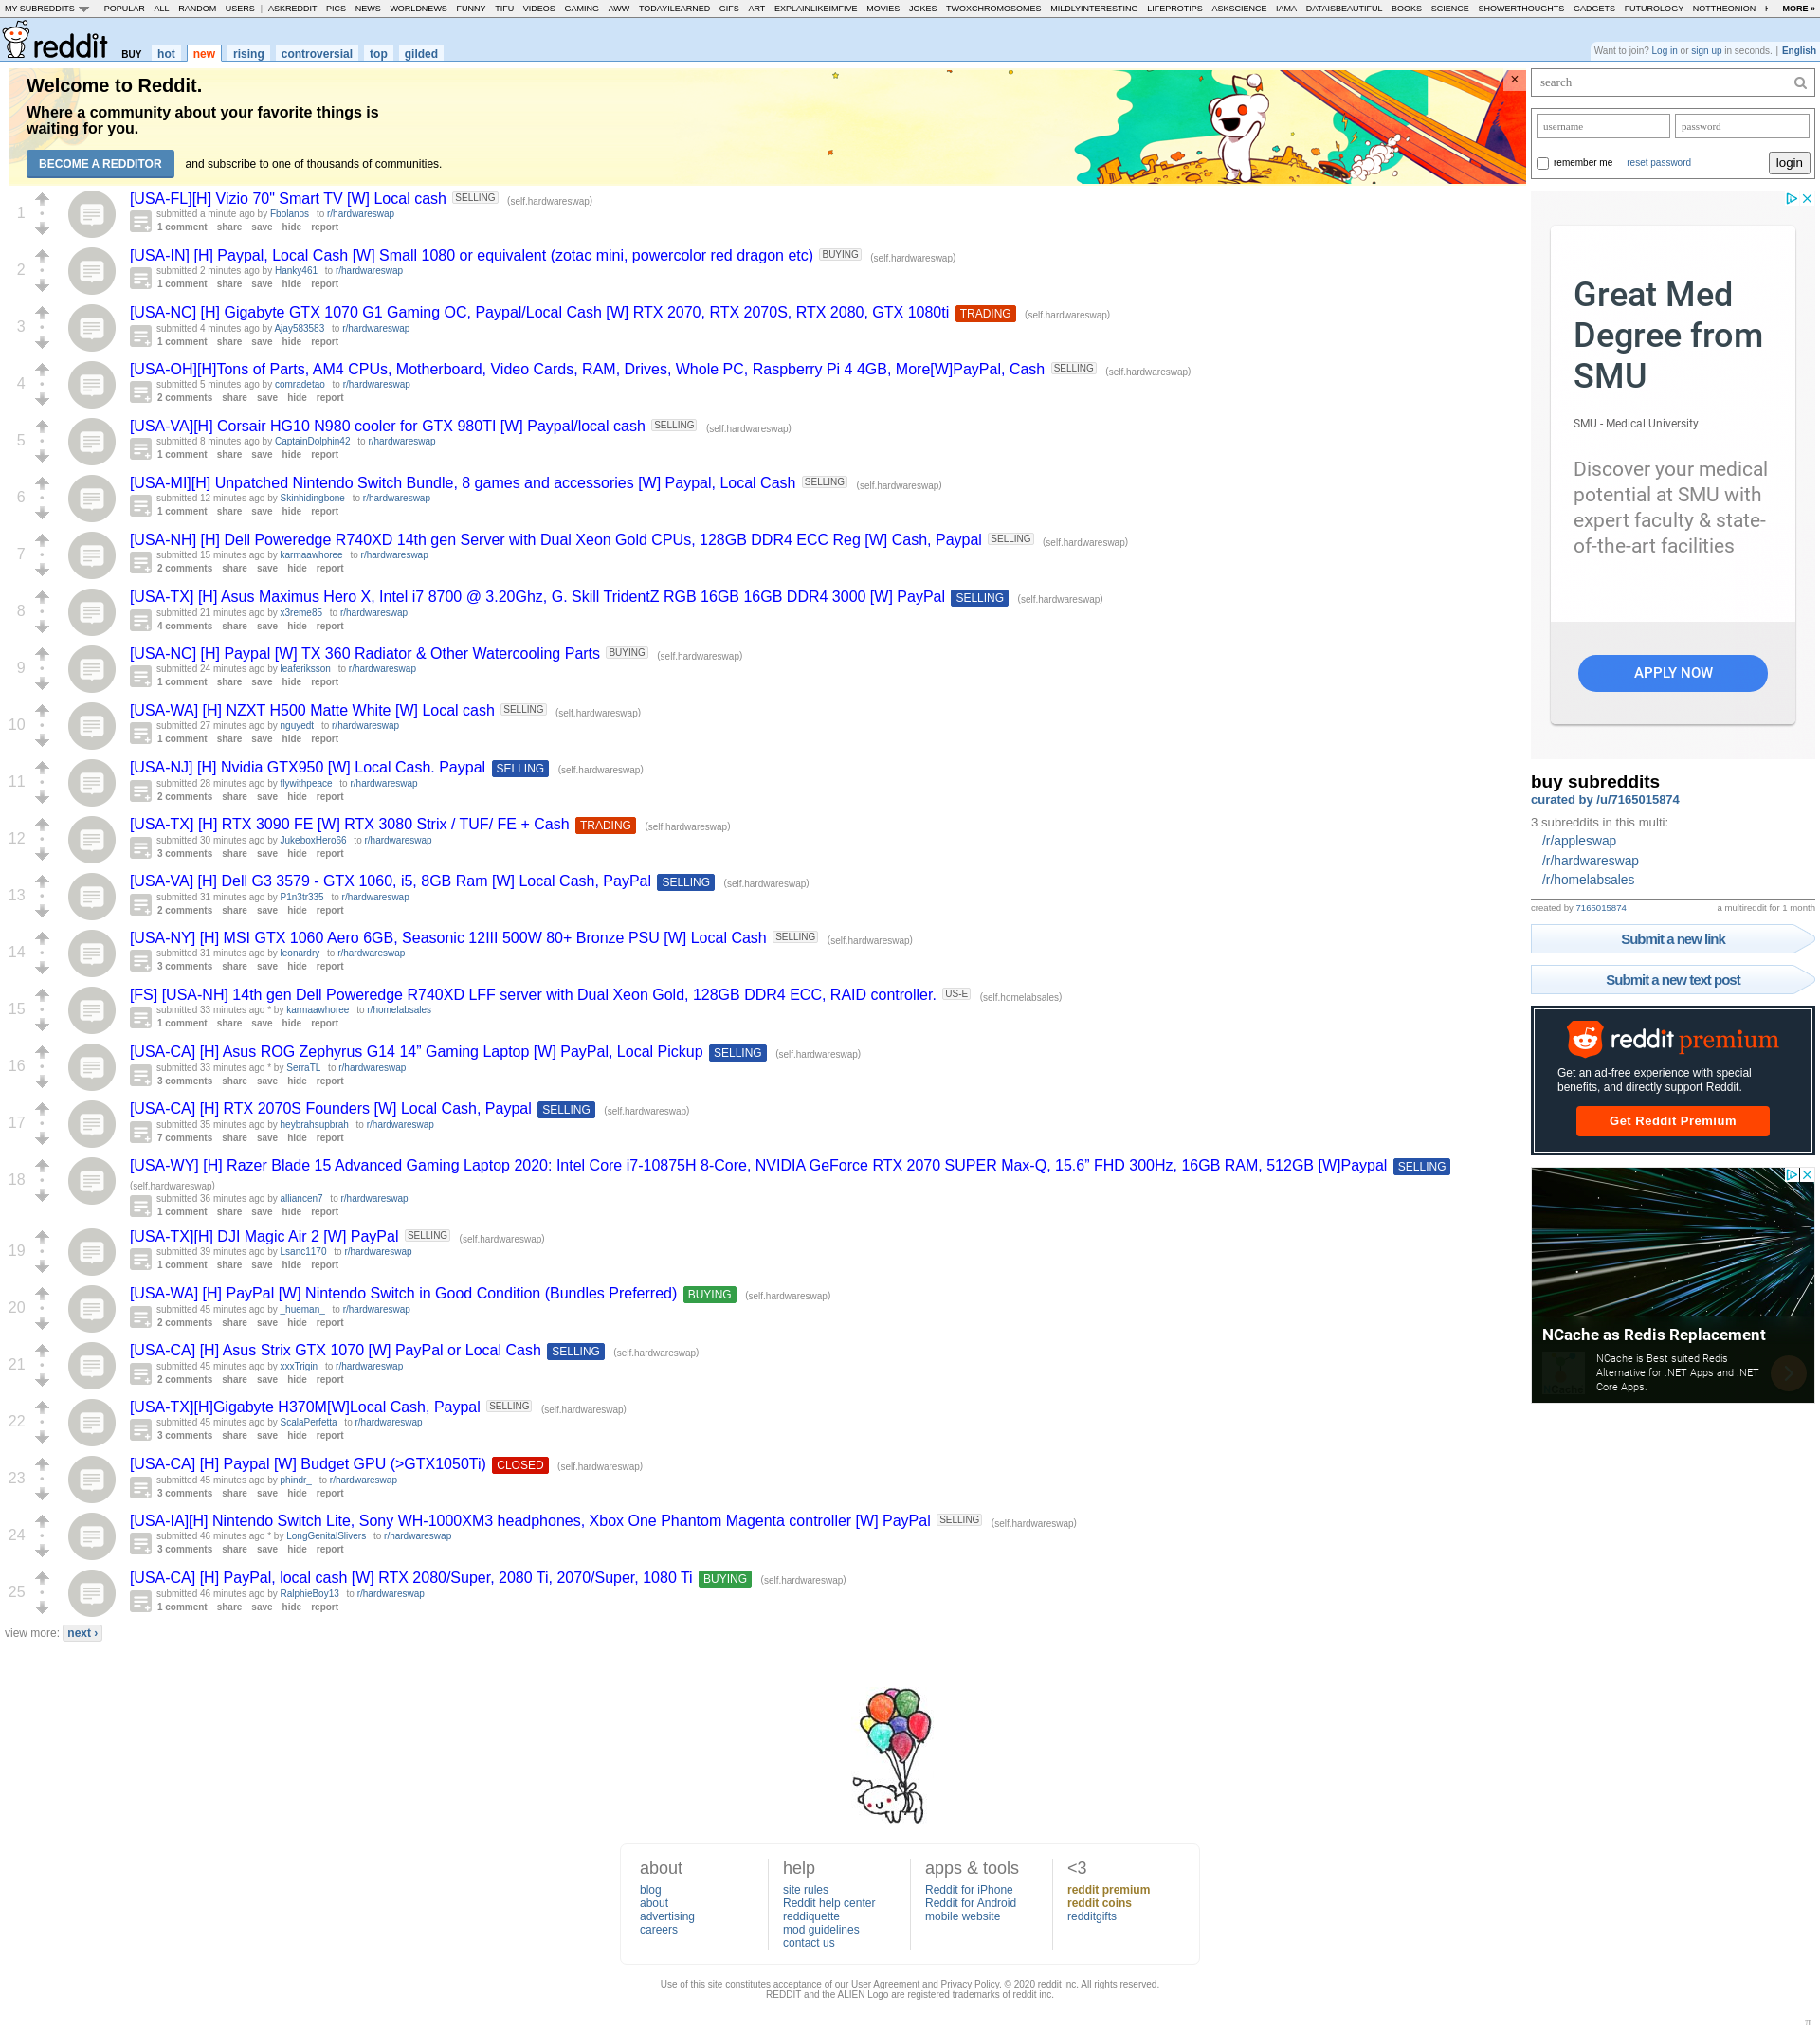 MY SUBREDDITS POPULAR - ALL - RANDOM - USERS | ASKREDDIT - PICS - NEWS - WORLDNEWS - FUNNY - TIFU - VIDEOS - GAMING - AWW - TODAYILEARNED - GIFS - ART - EXPLAINLIKEIMFIVE - MOVIES - JOKES - TWOXCHROMOSOMES - MILDLYINTERESTING - LIFEPROTIPS - ASKSCIENCE - IAMA - DATAISBEAUTIFUL - BOOKS - SCIENCE - SHOWERTHOUGHTS - GADGETS - FUTUROLOGY - NOTTHEONION - MORE »
reddit BUY hot new rising controversial top gilded
Want to join? Log in or sign up in seconds. | English
Welcome to Reddit.
Where a community about your favorite things is
waiting for you.
BECOME A REDDITOR and subscribe to one of thousands of communities.
1
[USA-FL][H] Vizio 70" Smart TV [W] Local cash SELLING (self.hardwareswap)
submitted a minute ago by Fbolanos to r/hardwareswap
1 comment share save hide report
2
[USA-IN] [H] Paypal, Local Cash [W] Small 1080 or equivalent (zotac mini, powercolor red dragon etc) BUYING (self.hardwareswap)
submitted 2 minutes ago by Hanky461 to r/hardwareswap
1 comment share save hide report
3
[USA-NC] [H] Gigabyte GTX 1070 G1 Gaming OC, Paypal/Local Cash [W] RTX 2070, RTX 2070S, RTX 2080, GTX 1080ti TRADING (self.hardwareswap)
submitted 4 minutes ago by Ajay583583 to r/hardwareswap
1 comment share save hide report
4
[USA-OH][H]Tons of Parts, AM4 CPUs, Motherboard, Video Cards, RAM, Drives, Whole PC, Raspberry Pi 4 4GB, More[W]PayPal, Cash SELLING (self.hardwareswap)
submitted 5 minutes ago by comradetao to r/hardwareswap
2 comments share save hide report
5
[USA-VA][H] Corsair HG10 N980 cooler for GTX 980TI [W] Paypal/local cash SELLING (self.hardwareswap)
submitted 8 minutes ago by CaptainDolphin42 to r/hardwareswap
1 comment share save hide report
6
[USA-MI][H] Unpatched Nintendo Switch Bundle, 8 games and accessories [W] Paypal, Local Cash SELLING (self.hardwareswap)
submitted 12 minutes ago by Skinhidingbone to r/hardwareswap
1 comment share save hide report
7
[USA-NH] [H] Dell Poweredge R740XD 14th gen Server with Dual Xeon Gold CPUs, 128GB DDR4 ECC Reg [W] Cash, Paypal SELLING (self.hardwareswap)
submitted 15 minutes ago by karmaawhoree to r/hardwareswap
2 comments share save hide report
8
[USA-TX] [H] Asus Maximus Hero X, Intel i7 8700 @ 3.20Ghz, G. Skill TridentZ RGB 16GB 16GB DDR4 3000 [W] PayPal SELLING (self.hardwareswap)
submitted 21 minutes ago by x3reme85 to r/hardwareswap
4 comments share save hide report
9
[USA-NC] [H] Paypal [W] TX 360 Radiator & Other Watercooling Parts BUYING (self.hardwareswap)
submitted 24 minutes ago by leaferiksson to r/hardwareswap
1 comment share save hide report
10
[USA-WA] [H] NZXT H500 Matte White [W] Local cash SELLING (self.hardwareswap)
submitted 27 minutes ago by nguyedt to r/hardwareswap
1 comment share save hide report
11
[USA-NJ] [H] Nvidia GTX950 [W] Local Cash. Paypal SELLING (self.hardwareswap)
submitted 28 minutes ago by flywithpeace to r/hardwareswap
2 comments share save hide report
12
[USA-TX] [H] RTX 3090 FE [W] RTX 3080 Strix / TUF/ FE + Cash TRADING (self.hardwareswap)
submitted 30 minutes ago by JukeboxHero66 to r/hardwareswap
3 comments share save hide report
13
[USA-VA] [H] Dell G3 3579 - GTX 1060, i5, 8GB Ram [W] Local Cash, PayPal SELLING (self.hardwareswap)
submitted 31 minutes ago by P1n3tr335 to r/hardwareswap
2 comments share save hide report
14
[USA-NY] [H] MSI GTX 1060 Aero 6GB, Seasonic 12III 500W 80+ Bronze PSU [W] Local Cash SELLING (self.hardwareswap)
submitted 31 minutes ago by leonardry to r/hardwareswap
3 comments share save hide report
15
[FS] [USA-NH] 14th gen Dell Poweredge R740XD LFF server with Dual Xeon Gold, 128GB DDR4 ECC, RAID controller. US-E (self.homelabsales)
submitted 33 minutes ago * by karmaawhoree to r/homelabsales
1 comment share save hide report
16
[USA-CA] [H] Asus ROG Zephyrus G14 14” Gaming Laptop [W] PayPal, Local Pickup SELLING (self.hardwareswap)
submitted 33 minutes ago * by SerraTL to r/hardwareswap
3 comments share save hide report
17
[USA-CA] [H] RTX 2070S Founders [W] Local Cash, Paypal SELLING (self.hardwareswap)
submitted 35 minutes ago by heybrahsupbrah to r/hardwareswap
7 comments share save hide report
18
[USA-WY] [H] Razer Blade 15 Advanced Gaming Laptop 2020: Intel Core i7-10875H 8-Core, NVIDIA GeForce RTX 2070 SUPER Max-Q, 15.6” FHD 300Hz, 16GB RAM, 512GB [W]Paypal SELLING
(self.hardwareswap)
submitted 36 minutes ago by alliancen7 to r/hardwareswap
1 comment share save hide report
19
[USA-TX][H] DJI Magic Air 2 [W] PayPal SELLING (self.hardwareswap)
submitted 39 minutes ago by Lsanc1170 to r/hardwareswap
1 comment share save hide report
20
[USA-WA] [H] PayPal [W] Nintendo Switch in Good Condition (Bundles Preferred) BUYING (self.hardwareswap)
submitted 45 minutes ago by _hueman_ to r/hardwareswap
2 comments share save hide report
21
[USA-CA] [H] Asus Strix GTX 1070 [W] PayPal or Local Cash SELLING (self.hardwareswap)
submitted 45 minutes ago by xxxTrigin to r/hardwareswap
2 comments share save hide report
22
[USA-TX][H]Gigabyte H370M[W]Local Cash, Paypal SELLING (self.hardwareswap)
submitted 45 minutes ago by ScalaPerfetta to r/hardwareswap
3 comments share save hide report
23
[USA-CA] [H] Paypal [W] Budget GPU (>GTX1050Ti) CLOSED (self.hardwareswap)
submitted 45 minutes ago by phindr_ to r/hardwareswap
3 comments share save hide report
24
[USA-IA][H] Nintendo Switch Lite, Sony WH-1000XM3 headphones, Xbox One Phantom Magenta controller [W] PayPal SELLING (self.hardwareswap)
submitted 46 minutes ago * by LongGenitalSlivers to r/hardwareswap
3 comments share save hide report
25
[USA-CA] [H] PayPal, local cash [W] RTX 2080/Super, 2080 Ti, 2070/Super, 1080 Ti BUYING (self.hardwareswap)
submitted 46 minutes ago by RalphieBoy13 to r/hardwareswap
1 comment share save hide report
view more: next ›
search
username password
remember me reset password login
Great Med
Degree from
SMU
SMU - Medical University
Discover your medical
potential at SMU with
expert faculty & state-
of-the-art facilities
APPLY NOW
buy subreddits
curated by /u/7165015874
3 subreddits in this multi:
/r/appleswap
/r/hardwareswap
/r/homelabsales
created by 7165015874 a multireddit for 1 month
Submit a new link
Submit a new text post
reddit premium
Get an ad-free experience with special
benefits, and directly support Reddit.
Get Reddit Premium
NCache as Redis Replacement
NCache is Best suited Redis
Alternative for .NET Apps and .NET
Core Apps.
about
blog
about
advertising
careers
help
site rules
Reddit help center
reddiquette
mod guidelines
contact us
apps & tools
Reddit for iPhone
Reddit for Android
mobile website
<3
reddit premium
reddit coins
redditgifts
Use of this site constitutes acceptance of our User Agreement and Privacy Policy. © 2020 reddit inc. All rights reserved.
REDDIT and the ALIEN Logo are registered trademarks of reddit inc.
π